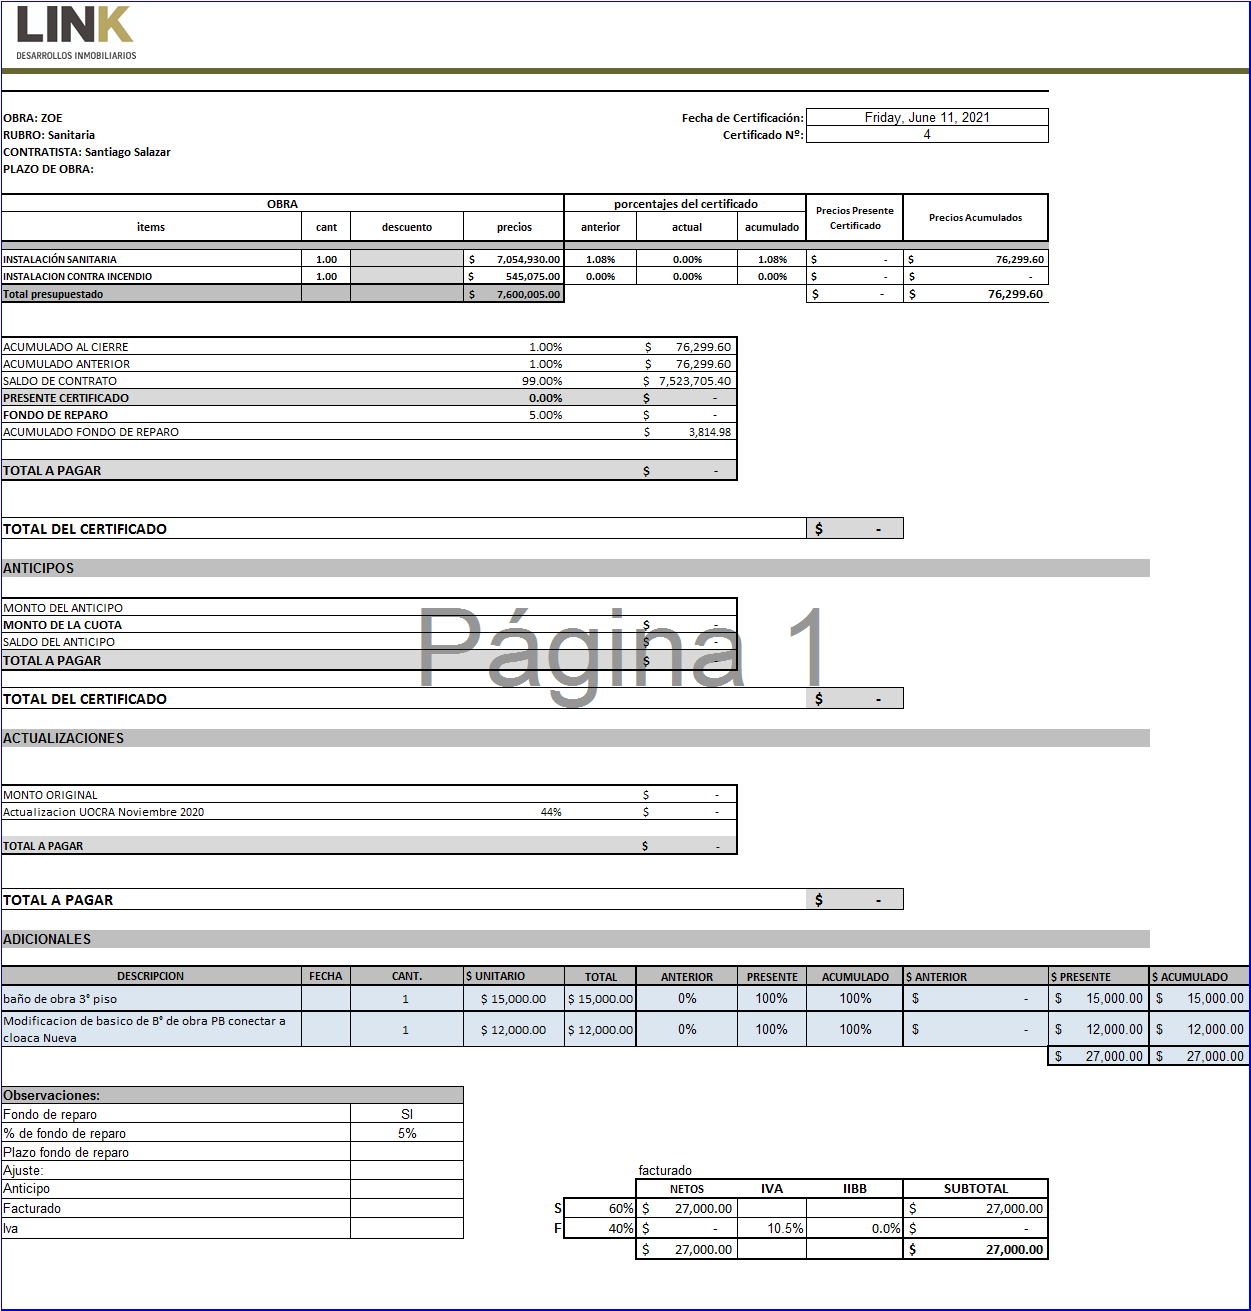 LINK
DESARROLLOS INMOBILIARIOS
OBRA: ZOE
Fecha de Certificación: Friday, June 11, 2021
RUBRO: Sanitaria
Certificado Nº: 4
CONTRATISTA: Santiago Salazar
PLAZO DE OBRA:
OBRA porcentajes del certificado Precios Presente Certificado Precios Acumulados
items cant descuento precios anterior actual acumulado
INSTALACIÓN SANITARIA 1.00 $ 7,054,930.00 1.08% 0.00% 1.08% $ - $ 76,299.60
INSTALACION CONTRA INCENDIO 1.00 $ 545,075.00 0.00% 0.00% 0.00% $ - $ -
Total presupuestado $ 7,600,005.00 $ - $ 76,299.60
ACUMULADO AL CIERRE 1.00% $ 76,299.60
ACUMULADO ANTERIOR 1.00% $ 76,299.60
SALDO DE CONTRATO 99.00% $ 7,523,705.40
PRESENTE CERTIFICADO 0.00% $ -
FONDO DE REPARO 5.00% $ -
ACUMULADO FONDO DE REPARO $ 3,814.98
TOTAL A PAGAR $ -
TOTAL DEL CERTIFICADO $ -
ANTICIPOS
MONTO DEL ANTICIPO
MONTO DE LA CUOTA $ -
SALDO DEL ANTICIPO $ -
TOTAL A PAGAR $ -
Página 1
TOTAL DEL CERTIFICADO $ -
ACTUALIZACIONES
MONTO ORIGINAL $ -
Actualizacion UOCRA Noviembre 2020 44% $ -
TOTAL A PAGAR $ -
TOTAL A PAGAR $ -
ADICIONALES
DESCRIPCION FECHA CANT. $ UNITARIO TOTAL ANTERIOR PRESENTE ACUMULADO $ ANTERIOR $ PRESENTE $ ACUMULADO
baño de obra 3° piso 1 $ 15,000.00 $ 15,000.00 0% 100% 100% $ - $ 15,000.00 $ 15,000.00
Modificacion de basico de B° de obra PB conectar a
cloaca Nueva 1 $ 12,000.00 $ 12,000.00 0% 100% 100% $ - $ 12,000.00 $ 12,000.00
$ 27,000.00 $ 27,000.00
Observaciones:
Fondo de reparo SI
% de fondo de reparo 5%
Plazo fondo de reparo
Ajuste:
Anticipo
Facturado
Iva
facturado
NETOS IVA IIBB SUBTOTAL
S 60% $ 27,000.00 $ 27,000.00
F 40% $ - 10.5% 0.0% $ -
$ 27,000.00 $ 27,000.00